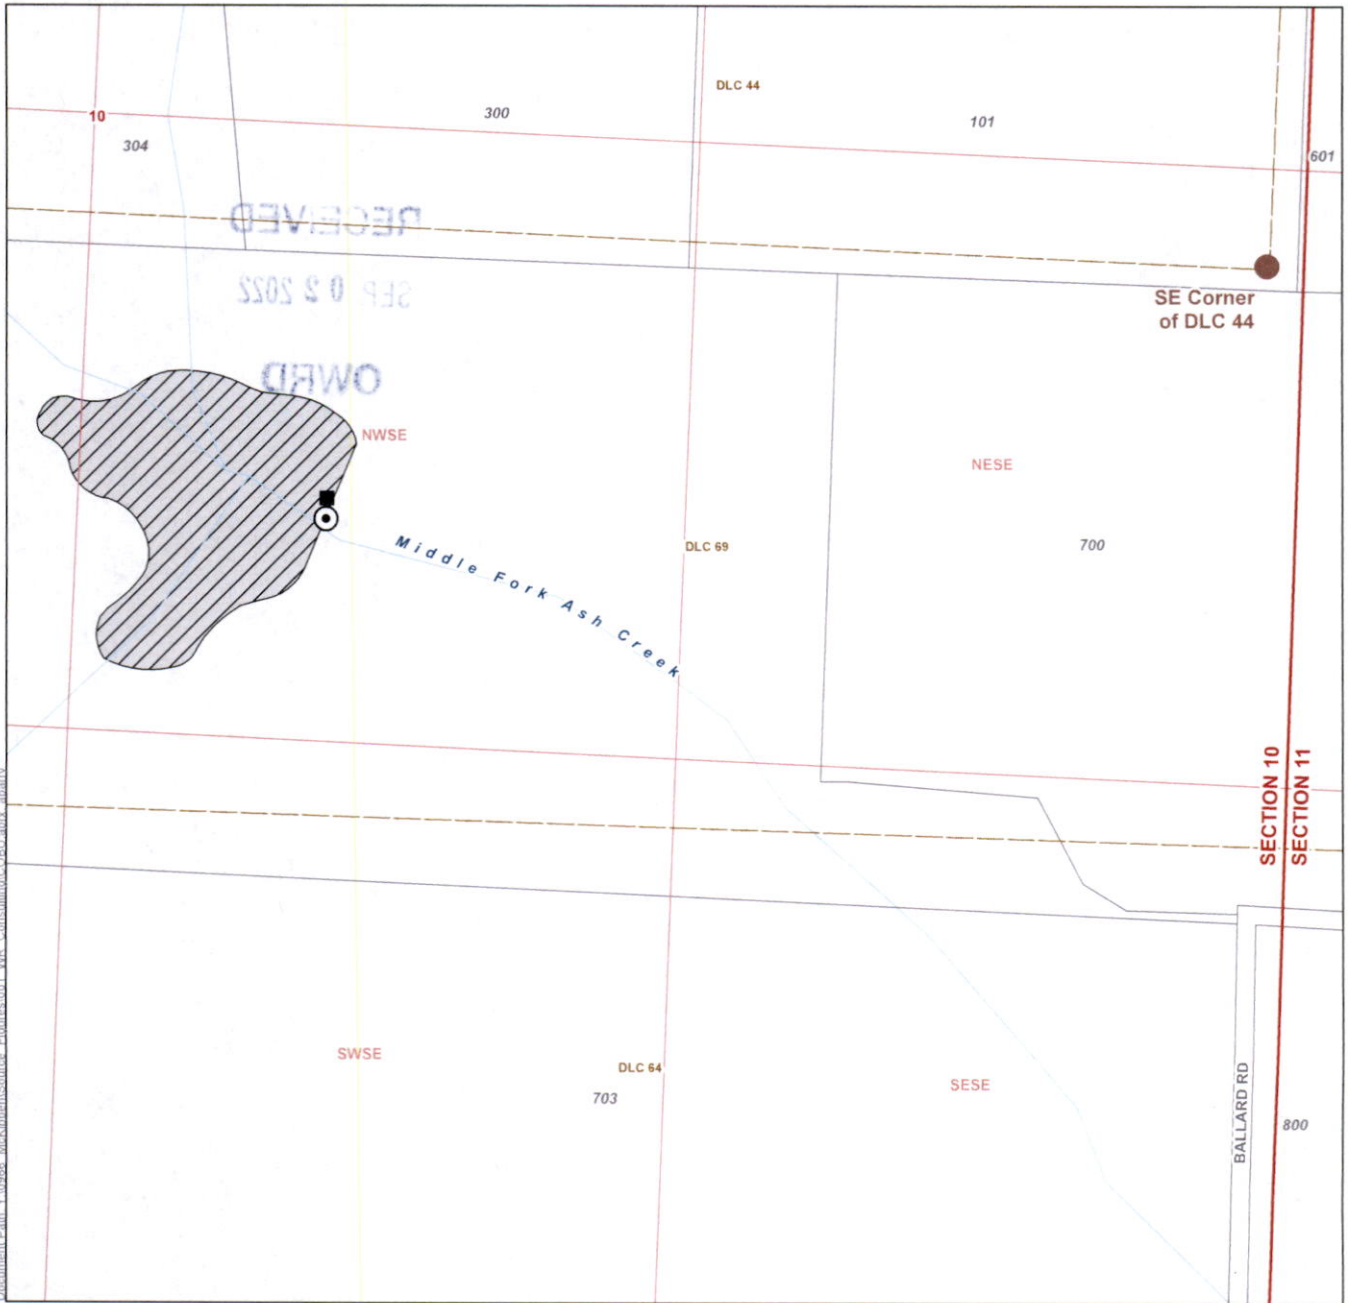 DLC 44
300
101
10
304
601
RECEIVED
SEP 02 2022
OWRD
SE Corner
of DLC 44
NWSE
NESE
Middle Fork Ash Creek
DLC 69
700
SECTION 10
SECTION 11
SWSE
DLC 64
703
SESE
BALLARD RD
800